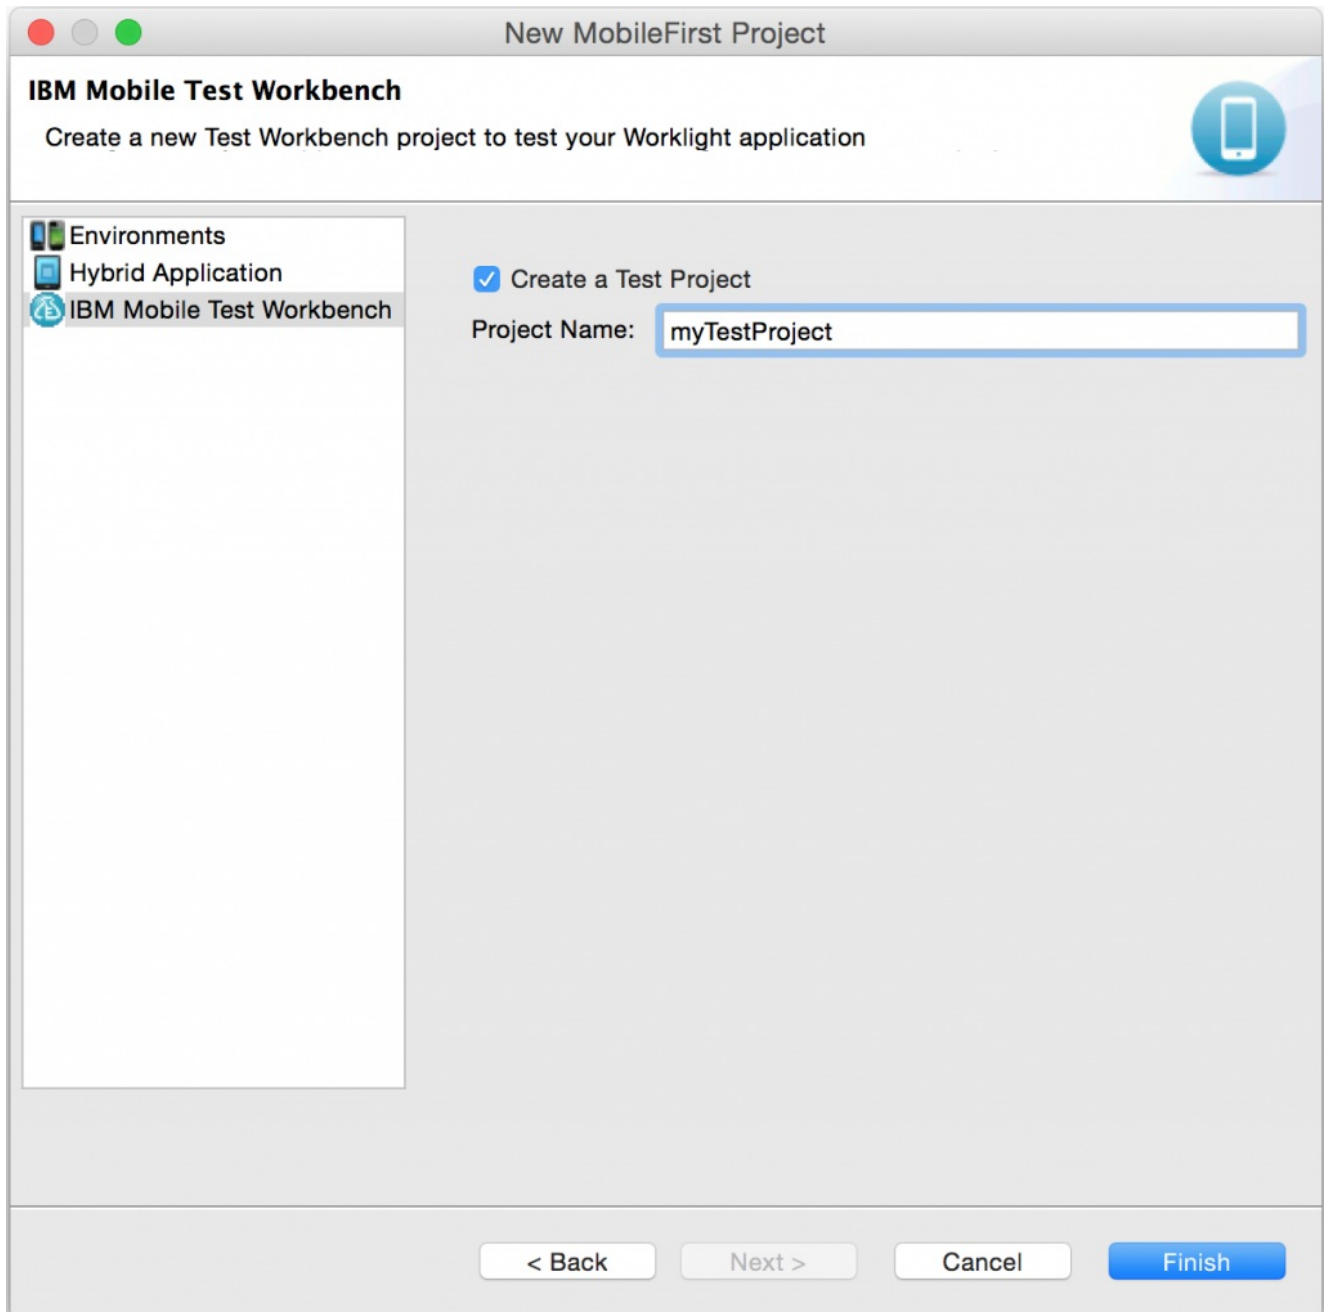 New MobileFirst Project
IBM Mobile Test Workbench
Create a new Test Workbench project to test your Worklight application
Environments
Hybrid Application
IBM Mobile Test Workbench
Create a Test Project
Project Name: myTestProject
< Back Next > Cancel Finish